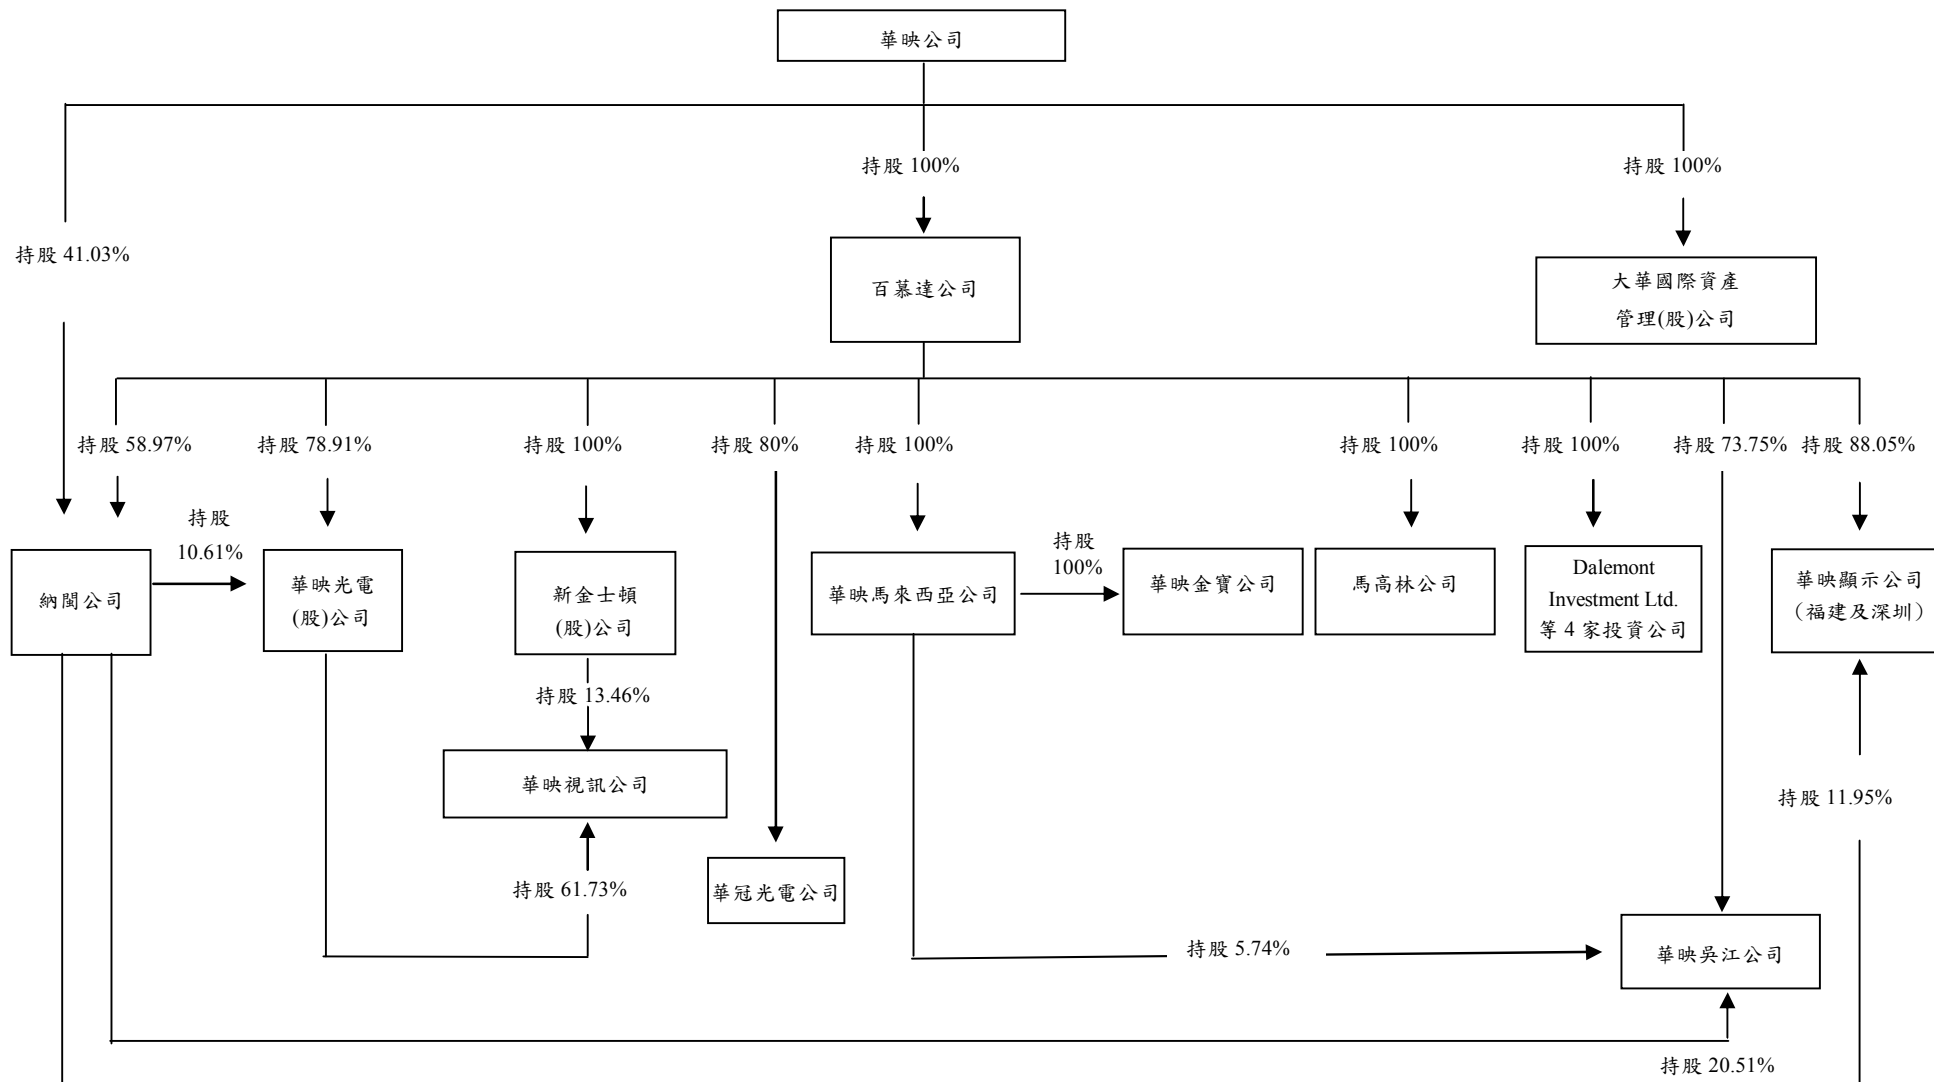 華映公司
持股 100%
持股 100%
持股 41.03%
百慕達公司
大華國際資產
管理(股)公司
持股 58.97%
持股 78.91%
持股 100%
持股 80%
持股 100%
持股 100%
持股 100%
持股 73.75%
持股 88.05%
持股
10.61%
持股
100%
納閩公司
華映光電
(股)公司
新金士頓
(股)公司
華映馬來西亞公司
華映金寶公司
馬高林公司
Dalemont
Investment Ltd.
等 4 家投資公司
華映顯示公司
（福建及深圳）
持股 13.46%
華映視訊公司
持股 11.95%
持股 61.73%
華冠光電公司
持股 5.74%
華映吳江公司
持股 20.51%